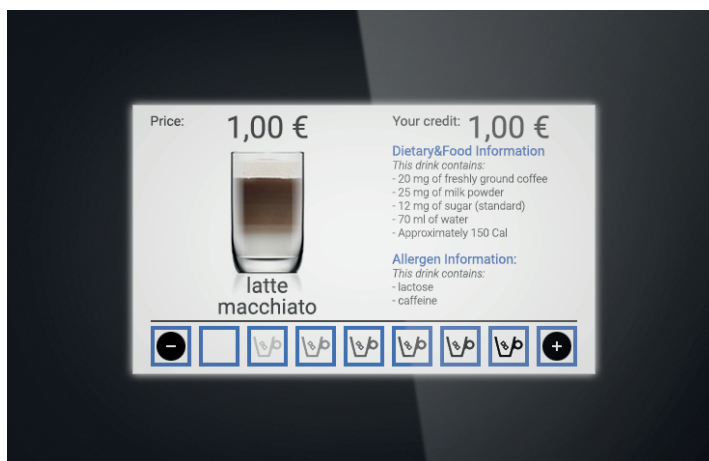 Price:
1,00 €
Your credit: 1,00 €
Dietary&Food Information
This drink contains:
- 20 mg of freshly ground coffee
- 25 mg of milk powder
- 12 mg of sugar (standard)
- 70 ml of water
- Approximately 150 Cal
Allergen Information:
This drink contains:
- lactose
- caffeine
latte
macchiato
- +